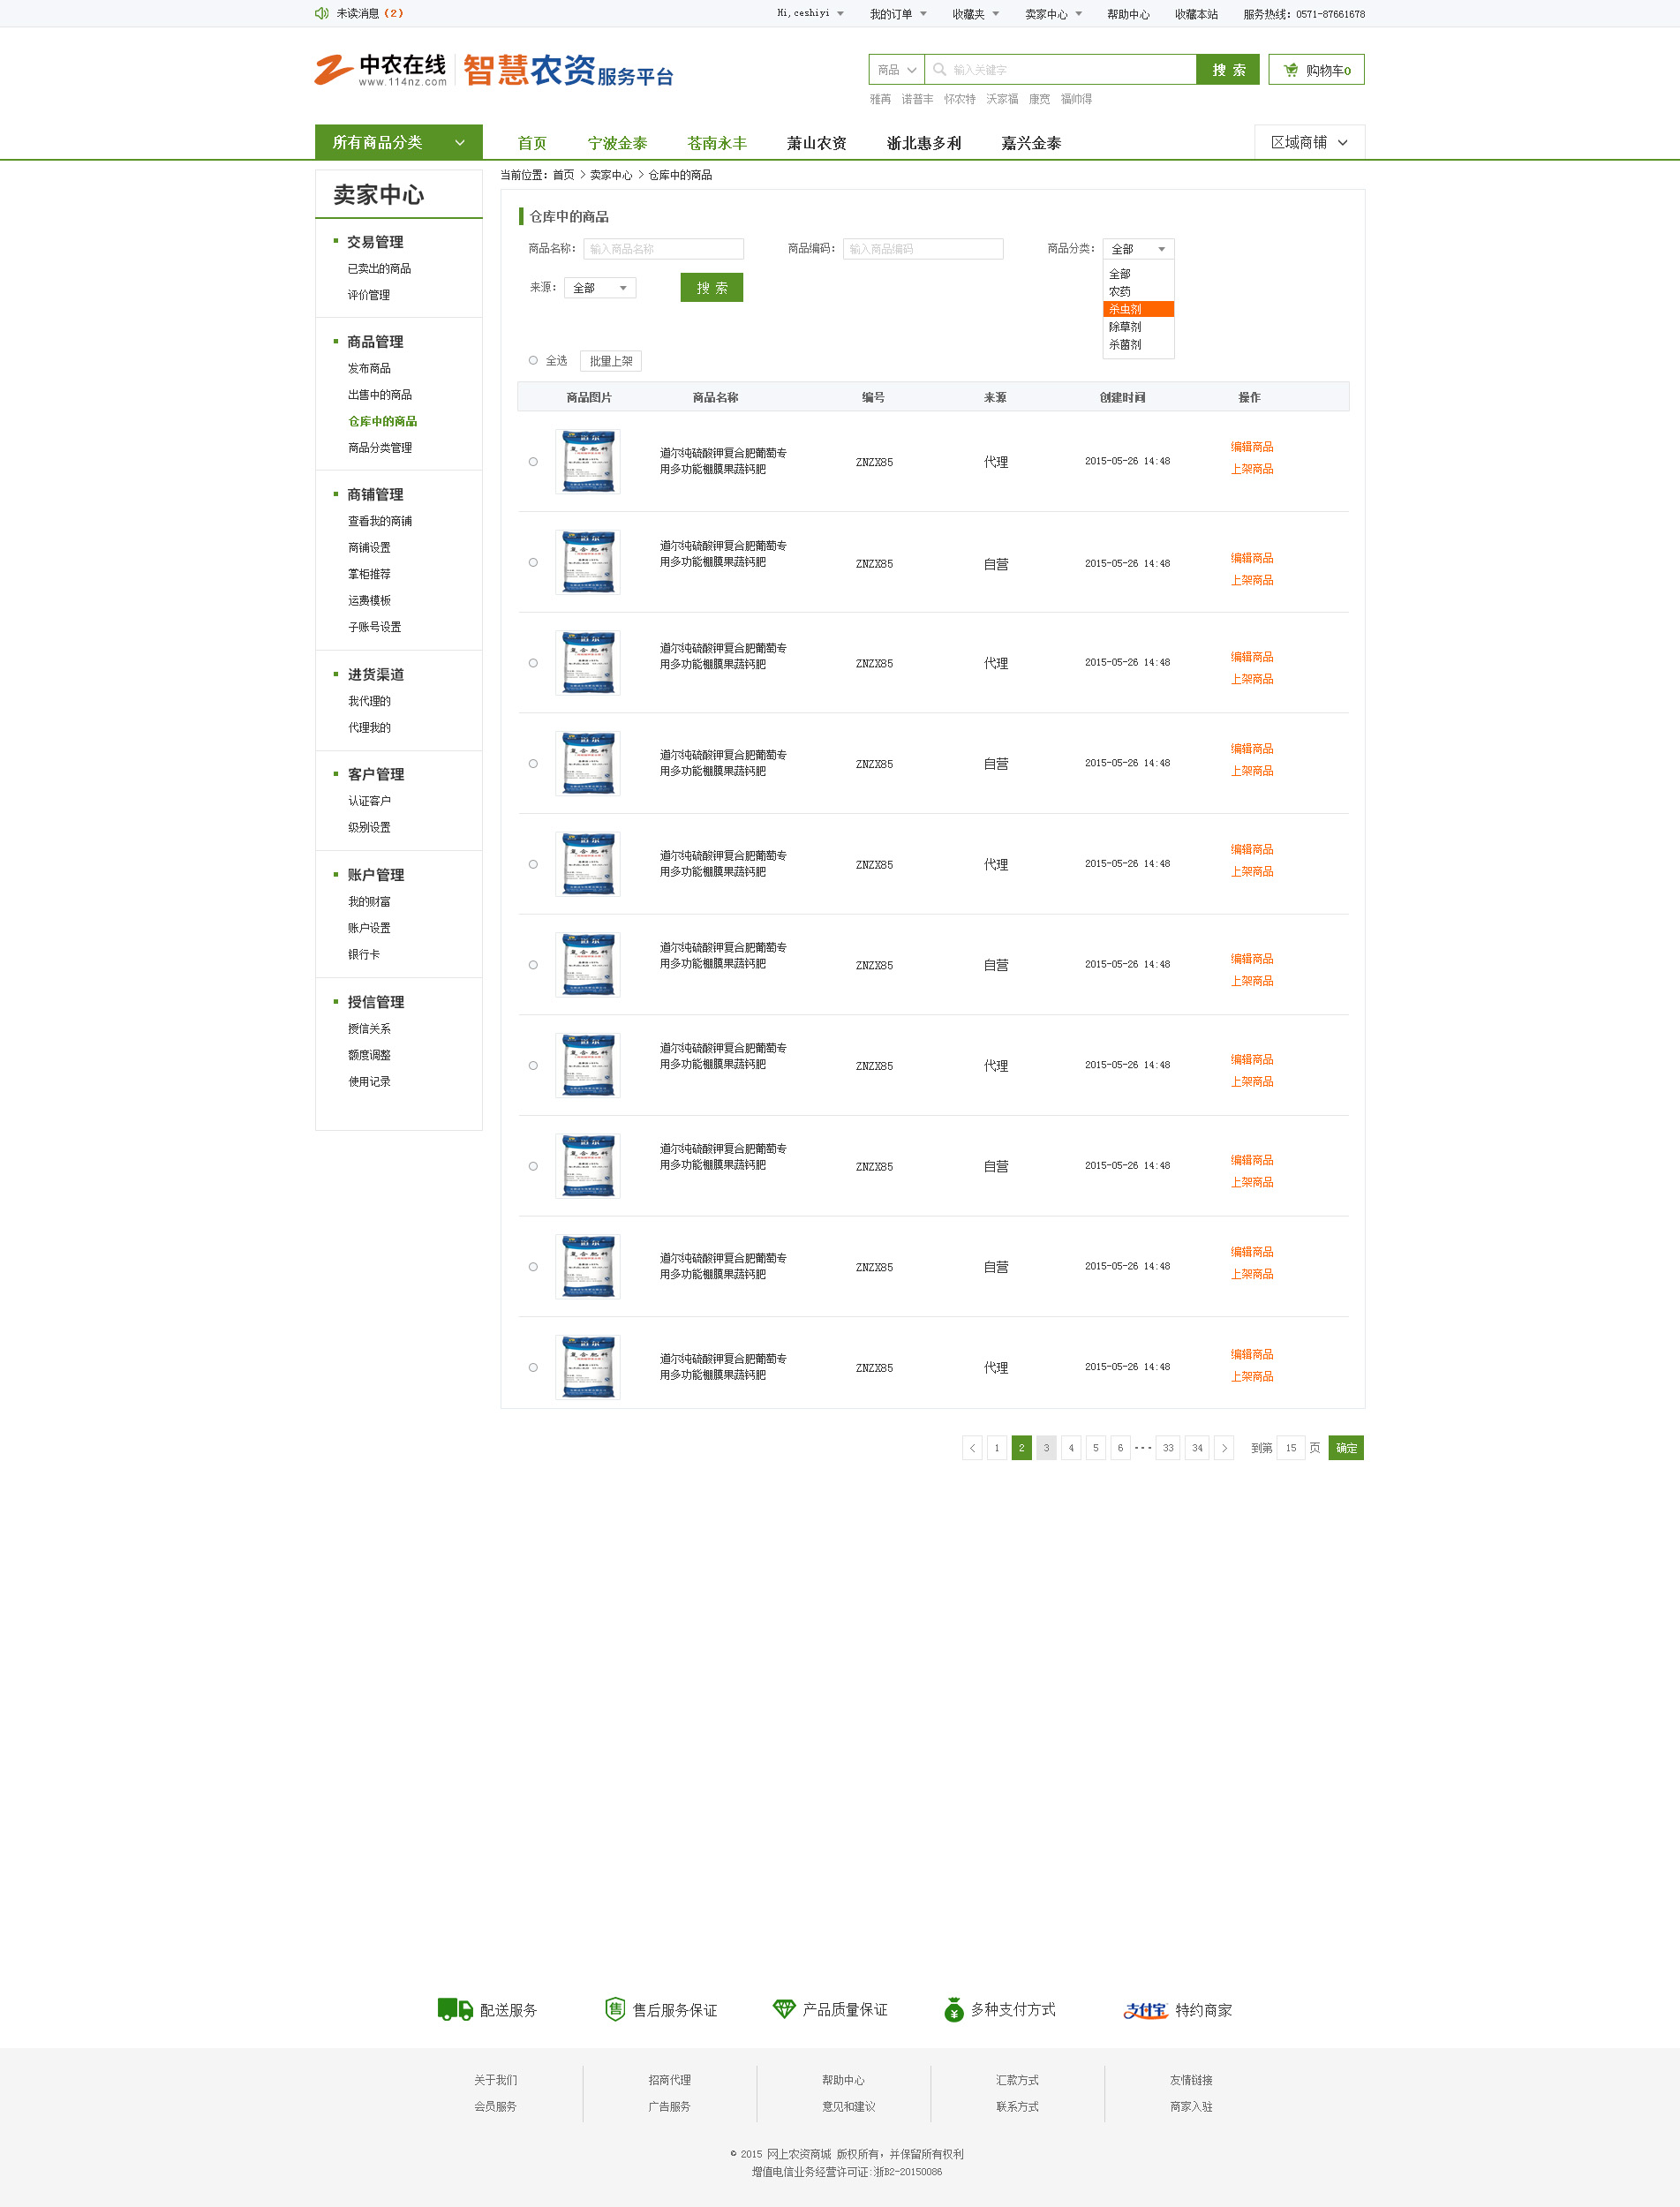 未读消息（2）
Hi,ceshiyi 我的订单 收藏夹 卖家中心 帮助中心 收藏本站 服务热线: 0571-87661678
中农在线 智慧农资服务平台
www.114nz.com
商品 输入关键字 搜 索 购物车0
雅苒 诺普丰 怀农特 沃家福 康宽 福帅得
所有商品分类 首页 宁波金泰 苍南永丰 萧山农资 浙北惠多利 嘉兴金泰 区域商铺
当前位置: 首页 > 卖家中心 > 仓库中的商品
卖家中心
交易管理
已卖出的商品
评价管理
商品管理
发布商品
出售中的商品
仓库中的商品
商品分类管理
商铺管理
查看我的商铺
商铺设置
掌柜推荐
运费模板
子账号设置
进货渠道
我代理的
代理我的
客户管理
认证客户
级别设置
账户管理
我的财富
账户设置
银行卡
授信管理
授信关系
额度调整
使用记录
仓库中的商品
商品名称: 输入商品名称 商品编码: 输入商品编码 商品分类: 全部
来源: 全部 搜 索
全部
农药
杀虫剂
除草剂
杀菌剂
全选 批量上架
商品图片 商品名称 编号 来源 创建时间 操作
道尔纯硫酸钾复合肥葡萄专
用多功能棚膜果蔬钙肥
ZNZX85 代理 2015-05-26 14:48
编辑商品
上架商品
道尔纯硫酸钾复合肥葡萄专
用多功能棚膜果蔬钙肥
ZNZX85 自营 2015-05-26 14:48
编辑商品
上架商品
道尔纯硫酸钾复合肥葡萄专
用多功能棚膜果蔬钙肥
ZNZX85 代理 2015-05-26 14:48
编辑商品
上架商品
道尔纯硫酸钾复合肥葡萄专
用多功能棚膜果蔬钙肥
ZNZX85 自营 2015-05-26 14:48
编辑商品
上架商品
道尔纯硫酸钾复合肥葡萄专
用多功能棚膜果蔬钙肥
ZNZX85 代理 2015-05-26 14:48
编辑商品
上架商品
道尔纯硫酸钾复合肥葡萄专
用多功能棚膜果蔬钙肥
ZNZX85 自营 2015-05-26 14:48
编辑商品
上架商品
道尔纯硫酸钾复合肥葡萄专
用多功能棚膜果蔬钙肥
ZNZX85 代理 2015-05-26 14:48
编辑商品
上架商品
道尔纯硫酸钾复合肥葡萄专
用多功能棚膜果蔬钙肥
ZNZX85 自营 2015-05-26 14:48
编辑商品
上架商品
道尔纯硫酸钾复合肥葡萄专
用多功能棚膜果蔬钙肥
ZNZX85 自营 2015-05-26 14:48
编辑商品
上架商品
道尔纯硫酸钾复合肥葡萄专
用多功能棚膜果蔬钙肥
ZNZX85 代理 2015-05-26 14:48
编辑商品
上架商品
< 1 2 3 4 5 6 ··· 33 34 > 到第 15 页 确定
配送服务 售 售后服务保证 产品质量保证 ¥ 多种支付方式 支付宝 特约商家
关于我们 招商代理 帮助中心 汇款方式 友情链接
会员服务 广告服务 意见和建议 联系方式 商家入驻
© 2015 网上农资商城 版权所有，并保留所有权利
增值电信业务经营许可证:浙B2-20150086